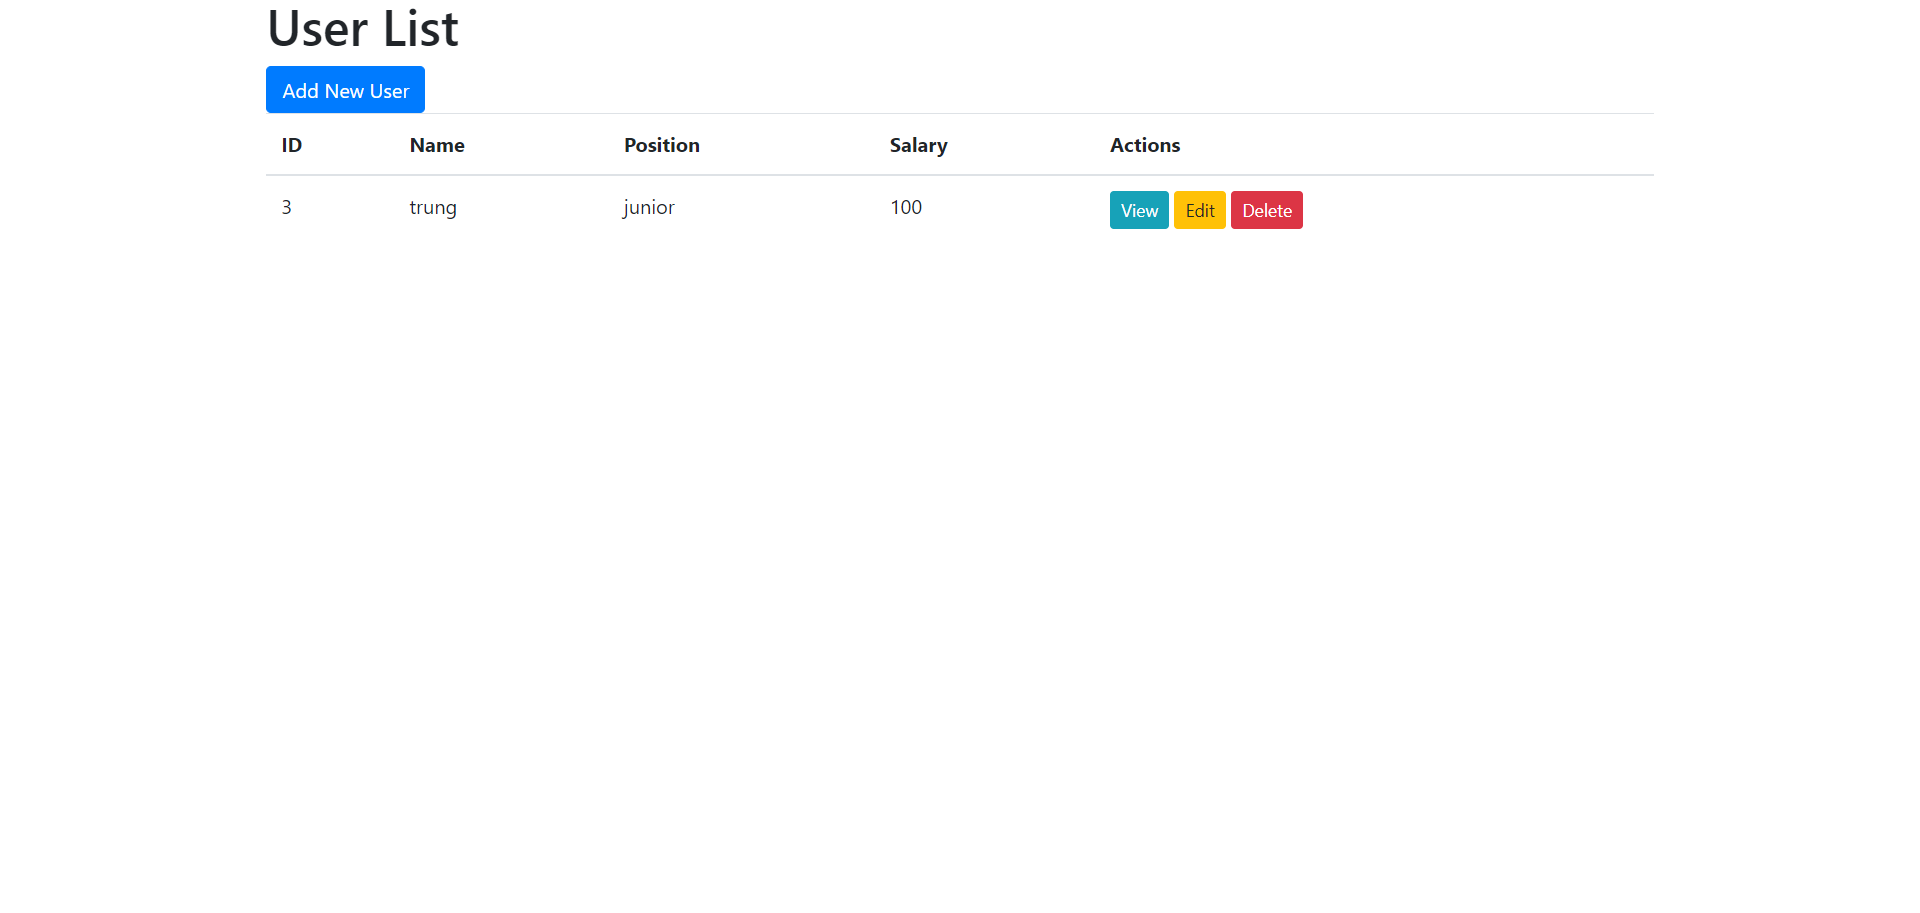 User List
Add New User
ID Name Position Salary Actions
3 trung junior 100 View Edit Delete